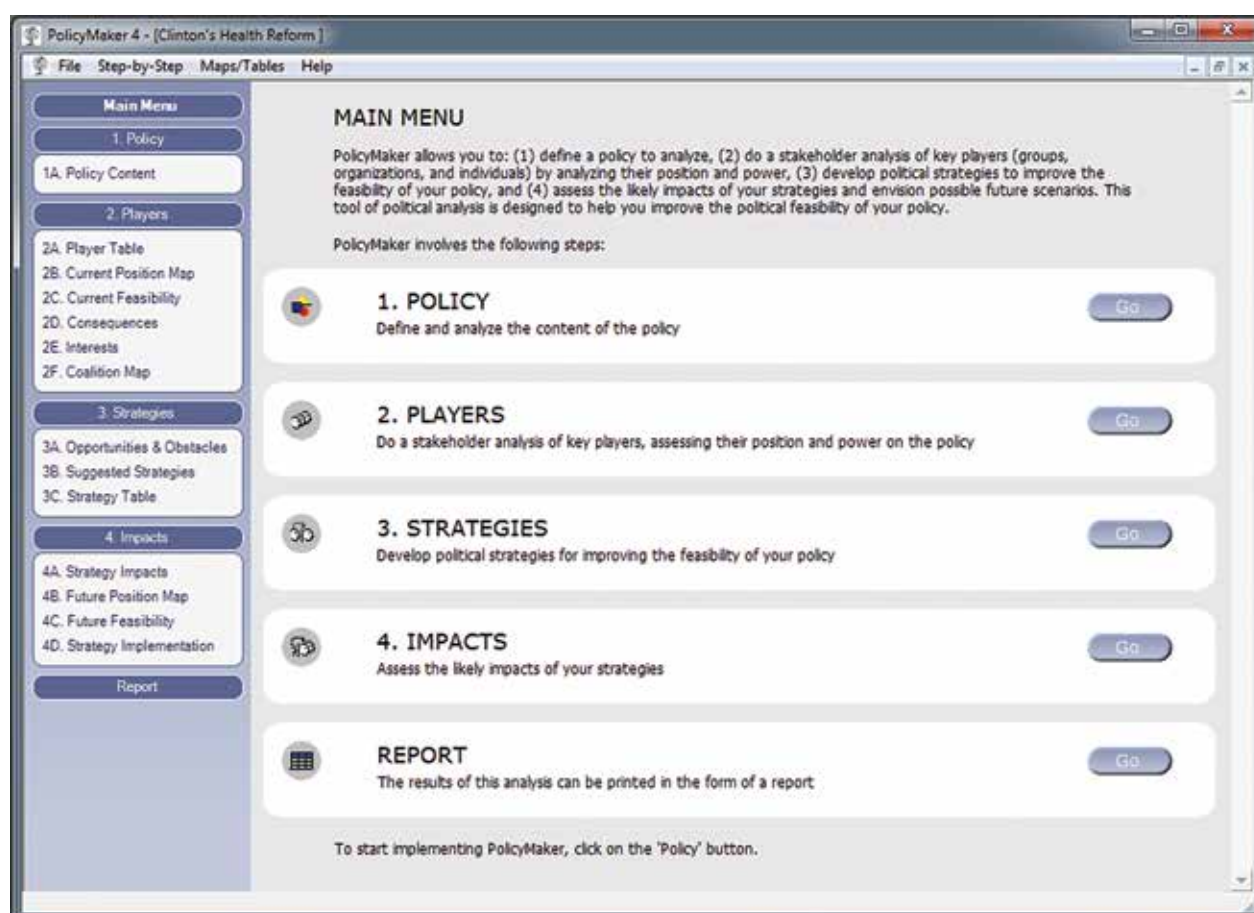 PolicyMaker 4 - [Clinton's Health Reform ]
File Step-by-Step Maps/Tables Help
Main Menu
1. Policy
1A. Policy Content
2. Players
2A. Player Table
2B. Current Position Map
2C. Current Feasibility
2D. Consequences
2E. Interests
2F. Coalition Map
3. Strategies
3A. Opportunities & Obstacles
3B. Suggested Strategies
3C. Strategy Table
4. Impacts
4A. Strategy Impacts
4B. Future Position Map
4C. Future Feasibility
4D. Strategy Implementation
Report
MAIN MENU
PolicyMaker allows you to: (1) define a policy to analyze, (2) do a stakeholder analysis of key players (groups,
organizations, and individuals) by analyzing their position and power, (3) develop political strategies to improve the
feasibility of your policy, and (4) assess the likely impacts of your strategies and envision possible future scenarios. This
tool of political analysis is designed to help you improve the political feasibility of your policy.
PolicyMaker involves the following steps:
1. POLICY
Define and analyze the content of the policy
Go
2. PLAYERS
Do a stakeholder analysis of key players, assessing their position and power on the policy
Go
3. STRATEGIES
Develop political strategies for improving the feasibility of your policy
Go
4. IMPACTS
Assess the likely impacts of your strategies
Go
REPORT
The results of this analysis can be printed in the form of a report
Go
To start implementing PolicyMaker, click on the 'Policy' button.